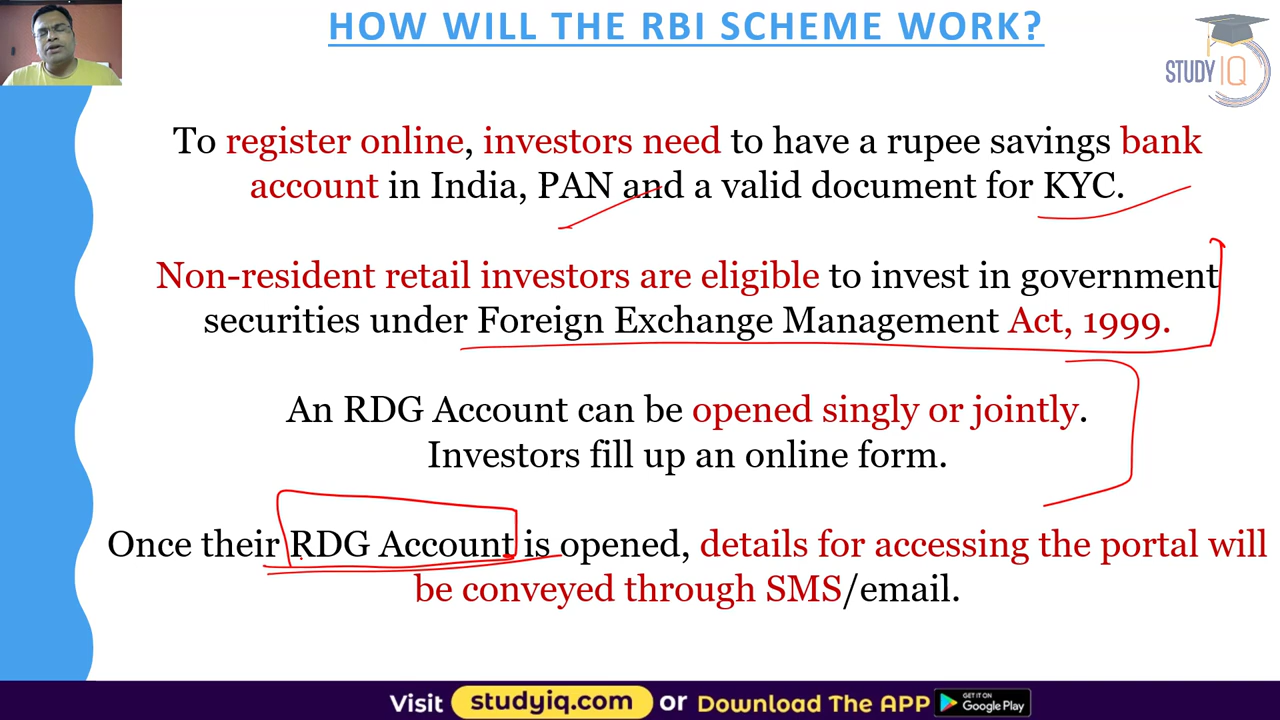 HOW WILL THE RBI SCHEME WORK?
STUDY IQ
To register online, investors need to have a rupee savings bank
account in India, PAN and a valid document for KYC.
Non-resident retail investors are eligible to invest in government
securities under Foreign Exchange Management Act, 1999.
An RDG Account can be opened singly or jointly.
Investors fill up an online form.
Once their RDG Account is opened, details for accessing the portal will
be conveyed through SMS/email.
Visit studyiq.com or Download The APP GET IT ON Google Play